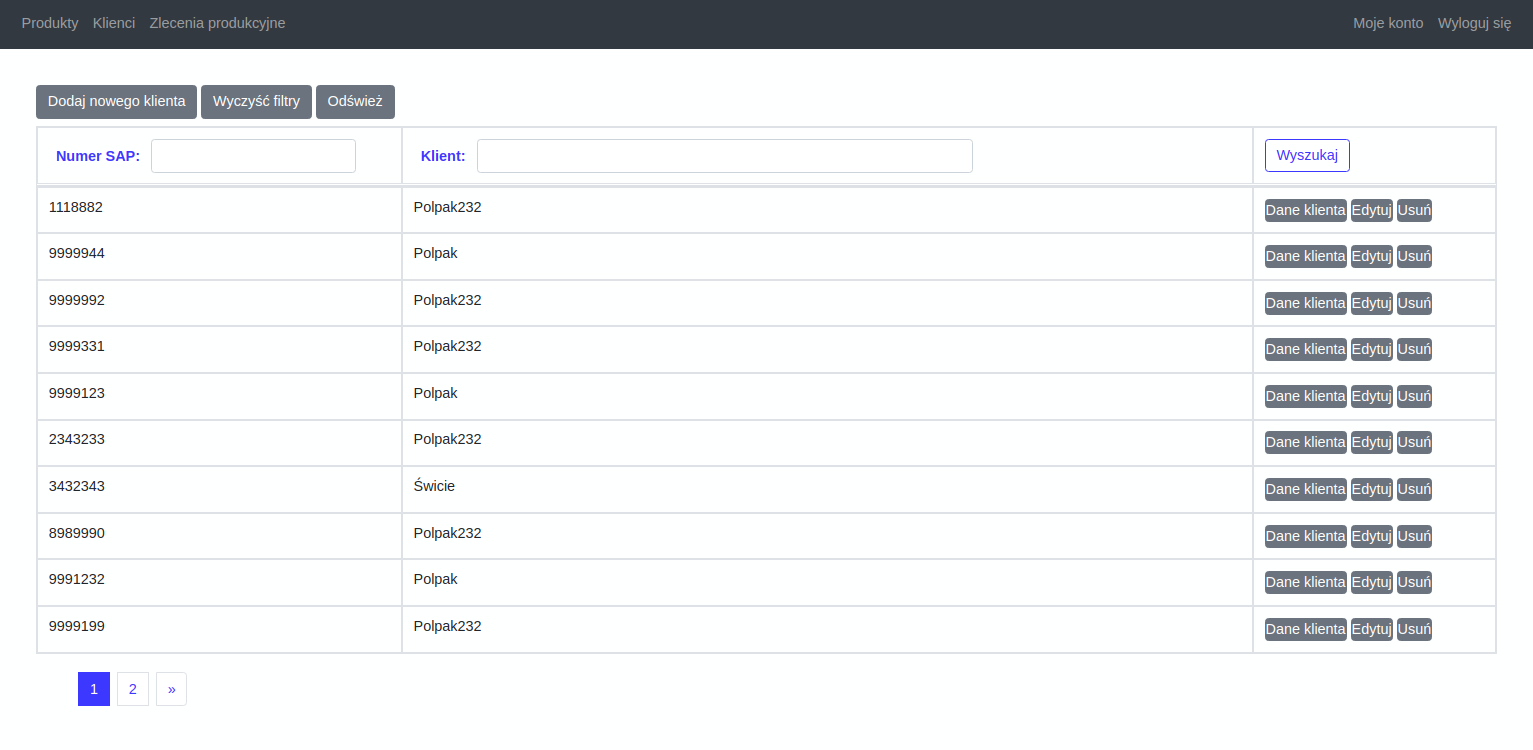 Produkty Klienci Zlecenia produkcyjne Moje konto Wyloguj się
Dodaj nowego klienta Wyczyść filtry Odśwież
Numer SAP: Klient: Wyszukaj
1118882 Polpak232 Dane klienta Edytuj Usuń
9999944 Polpak Dane klienta Edytuj Usuń
9999992 Polpak232 Dane klienta Edytuj Usuń
9999331 Polpak232 Dane klienta Edytuj Usuń
9999123 Polpak Dane klienta Edytuj Usuń
2343233 Polpak232 Dane klienta Edytuj Usuń
3432343 Świcie Dane klienta Edytuj Usuń
8989990 Polpak232 Dane klienta Edytuj Usuń
9991232 Polpak Dane klienta Edytuj Usuń
9999199 Polpak232 Dane klienta Edytuj Usuń
1 2 »